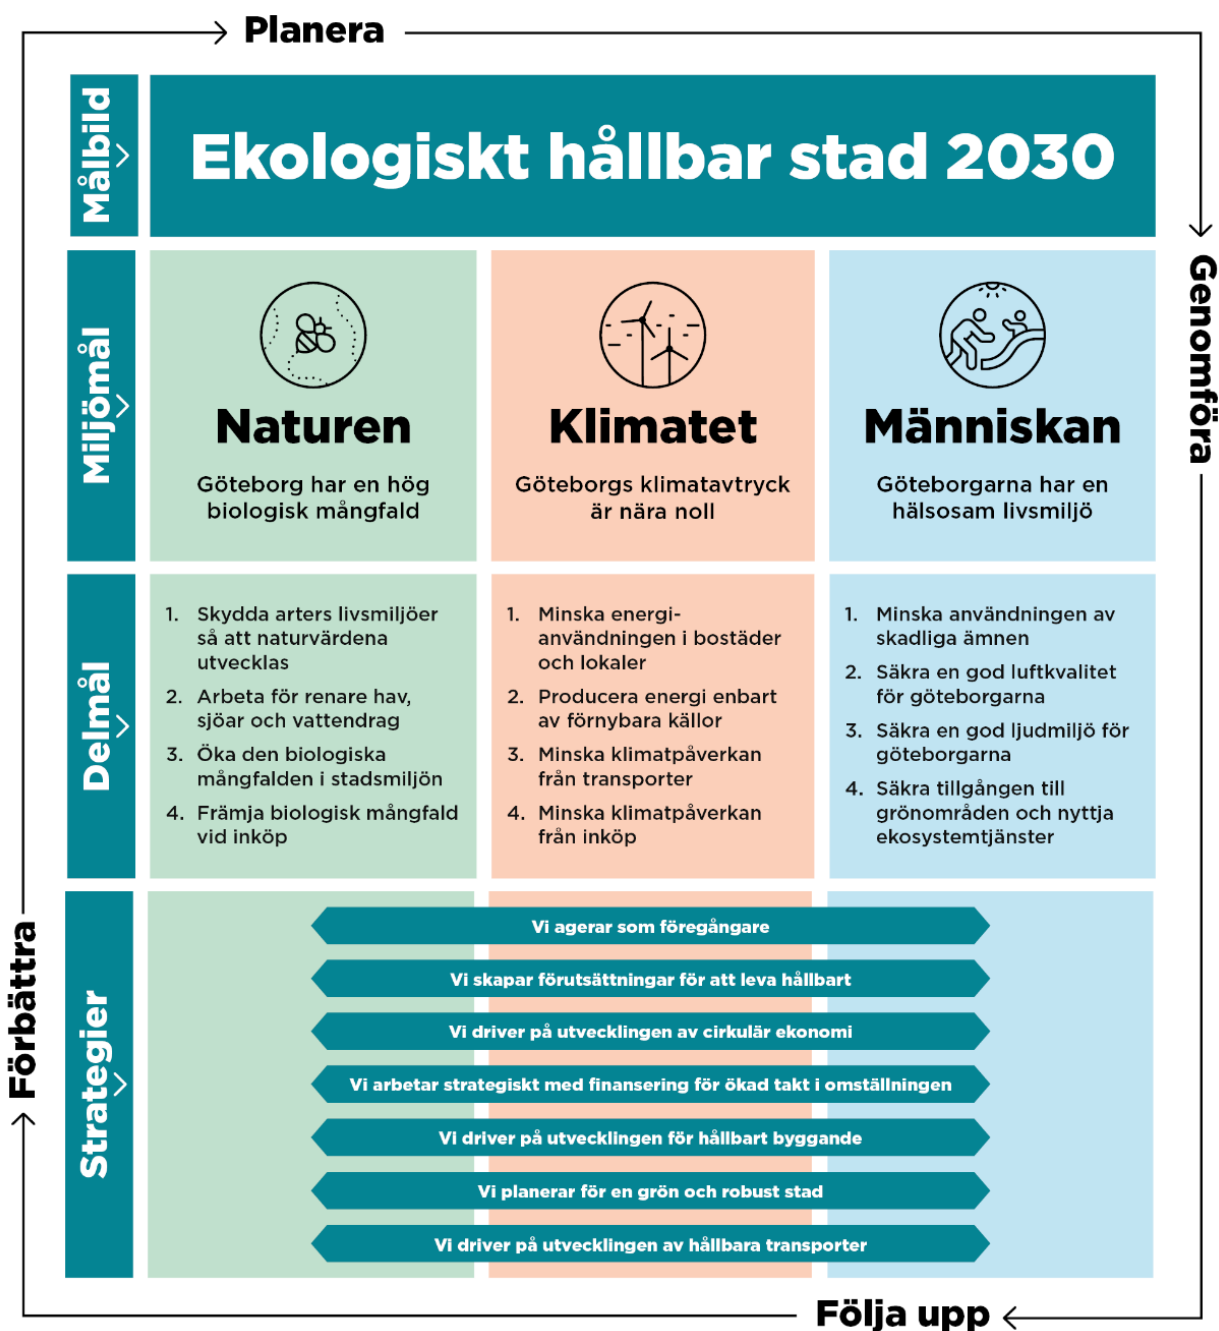 Planera
Målbild
Ekologiskt hållbar stad 2030
Genomföra
Miljömål
Naturen
Göteborg har en hög
biologisk mångfald
Klimatet
Göteborgs klimatavtryck
är nära noll
Människan
Göteborgarna har en
hälsosam livsmiljö
Delmål
1. Skydda arters livsmiljöer
så att naturvärdena
utvecklas
2. Arbeta för renare hav,
sjöar och vattendrag
3. Öka den biologiska
mångfalden i stadsmiljön
4. Främja biologisk mångfald
vid inköp
1. Minska energi-
användningen i bostäder
och lokaler
2. Producera energi enbart
av förnybara källor
3. Minska klimatpåverkan
från transporter
4. Minska klimatpåverkan
från inköp
1. Minska användningen av
skadliga ämnen
2. Säkra en god luftkvalitet
för göteborgarna
3. Säkra en god ljudmiljö för
göteborgarna
4. Säkra tillgången till
grönområden och nyttja
ekosystemtjänster
Förbättra
Strategier
Vi agerar som föregångare
Vi skapar förutsättningar för att leva hållbart
Vi driver på utvecklingen av cirkulär ekonomi
Vi arbetar strategiskt med finansering för ökad takt i omställningen
Vi driver på utvecklingen för hållbart byggande
Vi planerar för en grön och robust stad
Vi driver på utvecklingen av hållbara transporter
Följa upp